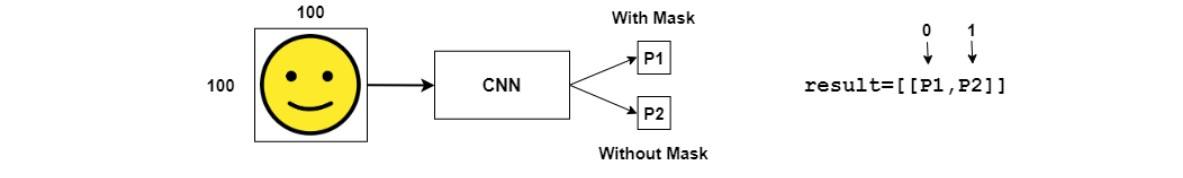 100
100
CNN
With Mask
P1
P2
Without Mask
0 1
result=[[P1,P2]]